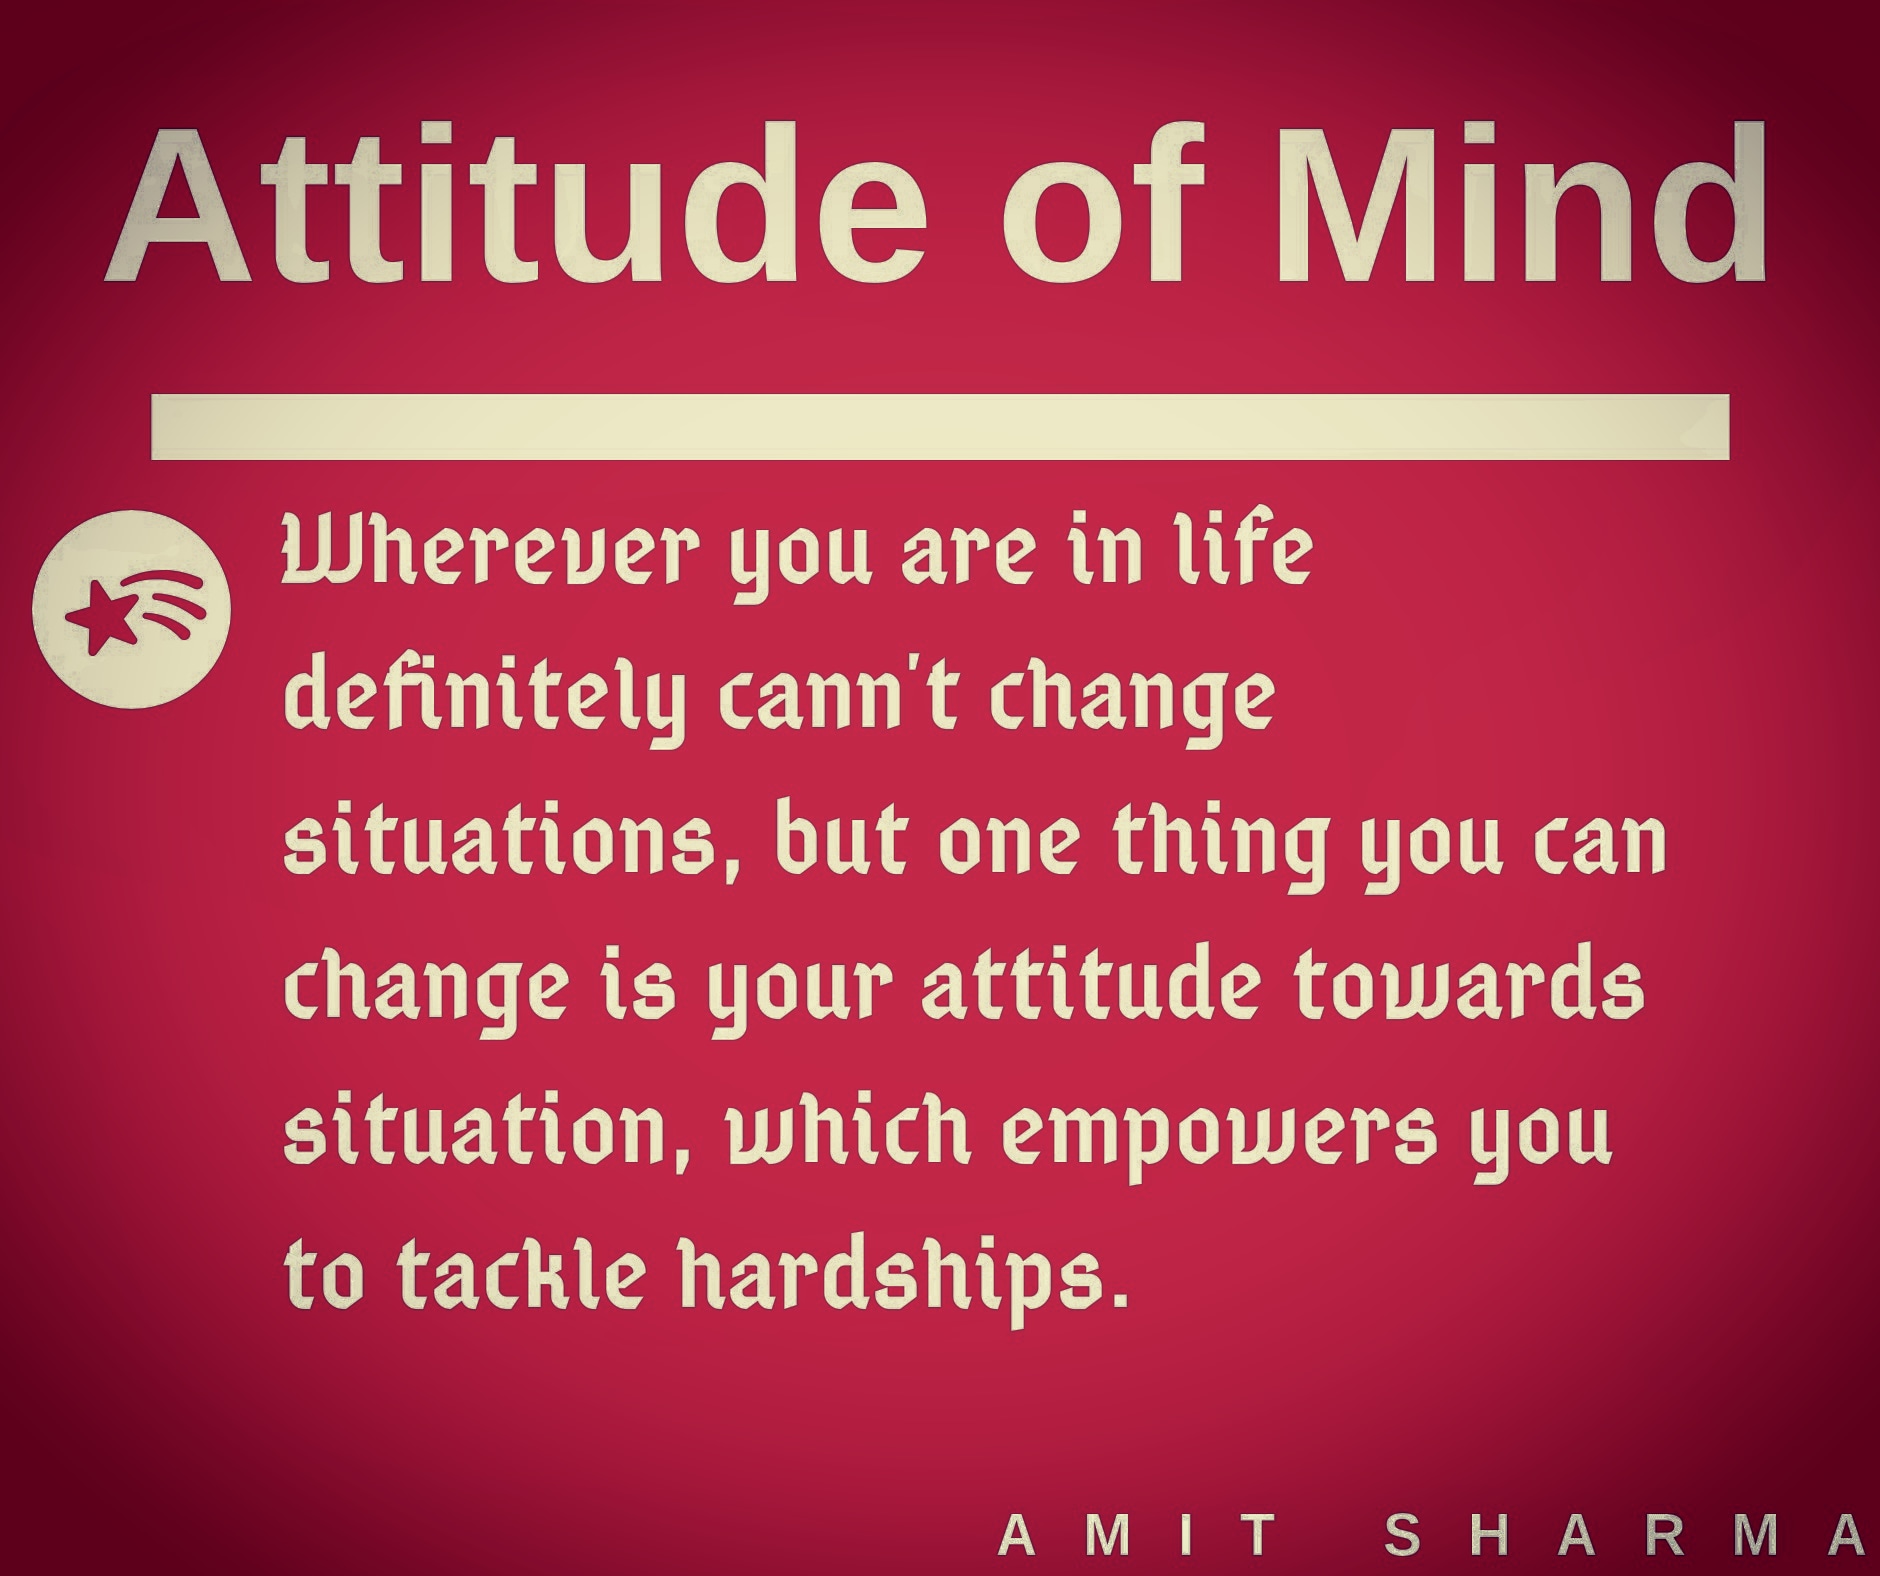 Attitude of Mind
Wherever you are in life
definitely cann't change
situations, but one thing you can
change is your attitude towards
situation, which empowers you
to tackle hardships.
AMIT SHARMA